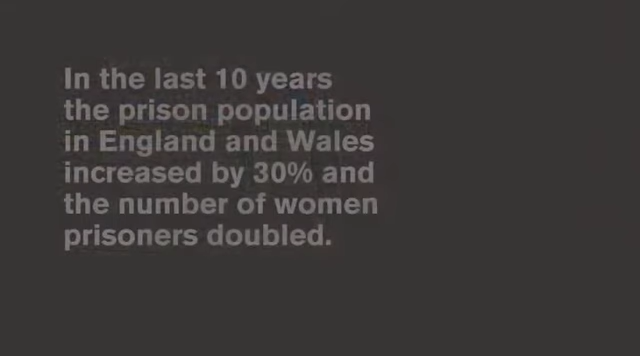 In the last 10 years
the prison population
in England and Wales
increased by 30% and
the number of women
prisoners doubled.